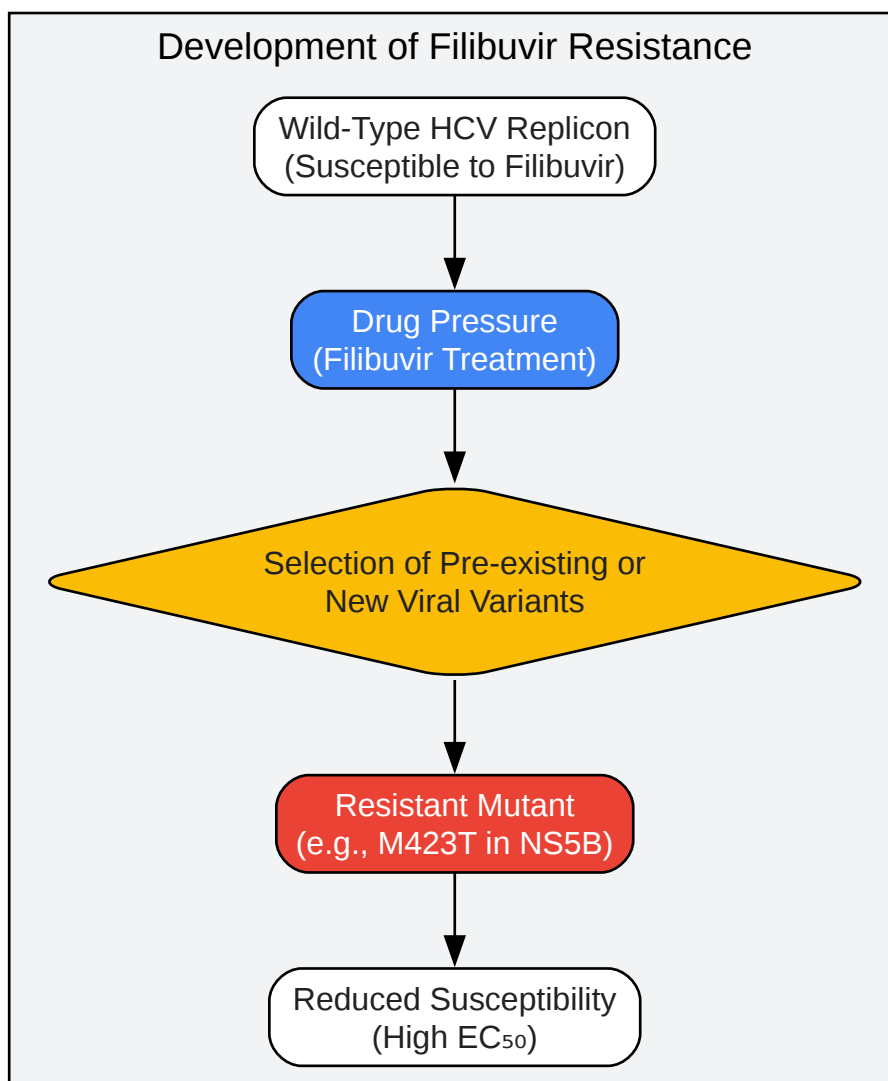 Development of Filibuvir Resistance
Wild-Type HCV Replicon
(Susceptible to Filibuvir)
Drug Pressure
(Filibuvir Treatment)
Selection of Pre-existing or
New Viral Variants
Resistant Mutant
(e.g., M423T in NS5B)
Reduced Susceptibility
(High EC₅₀)